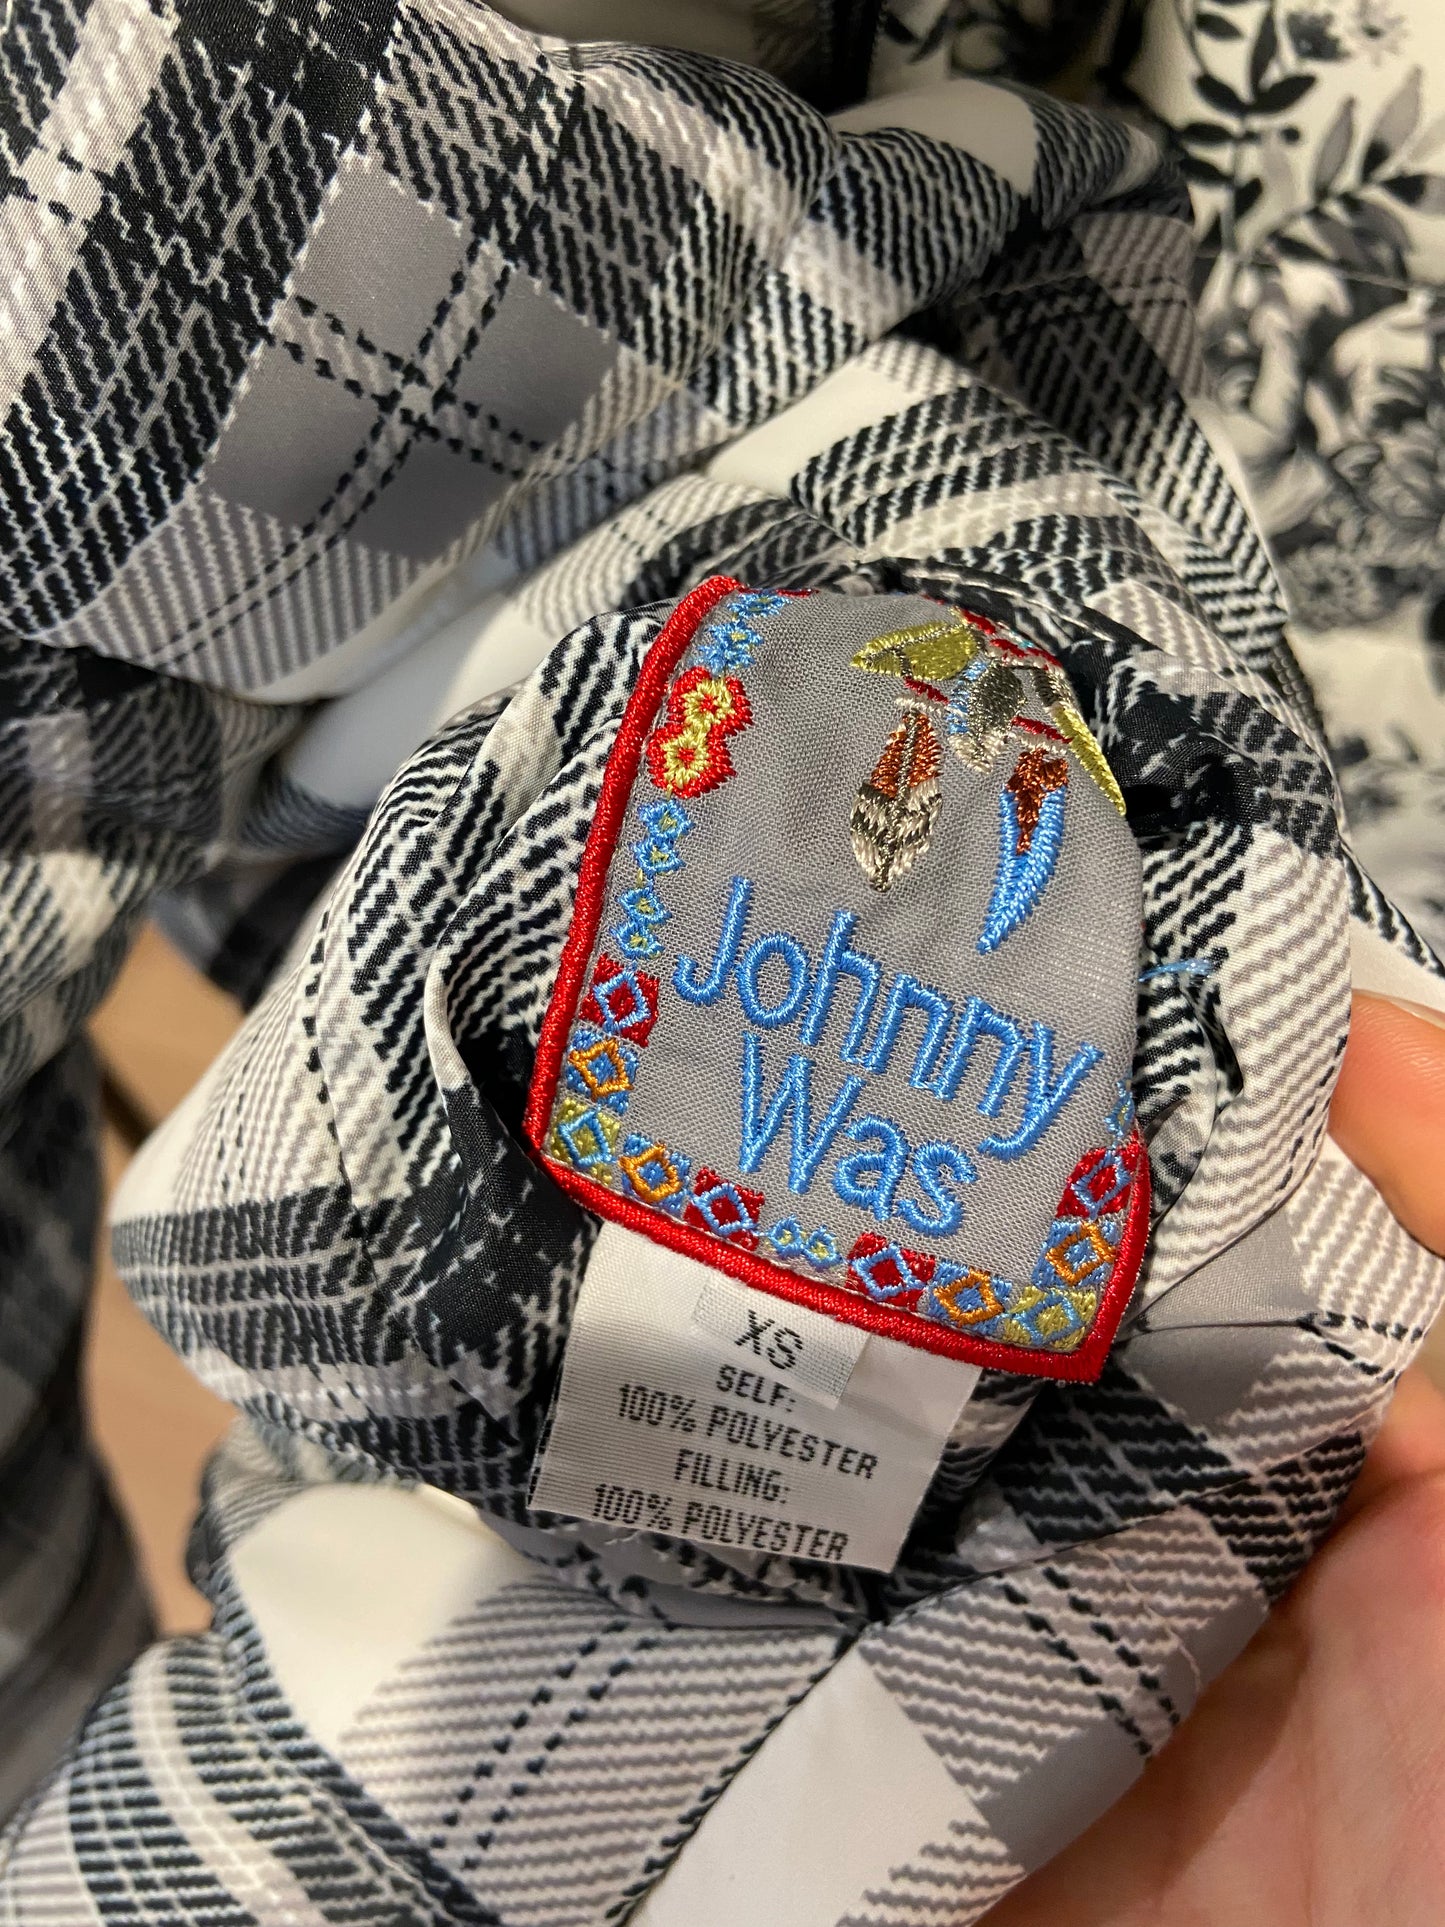 Johnny
Was
XS
SELF:
100% POLYESTER
FILLING:
100% POLYESTER